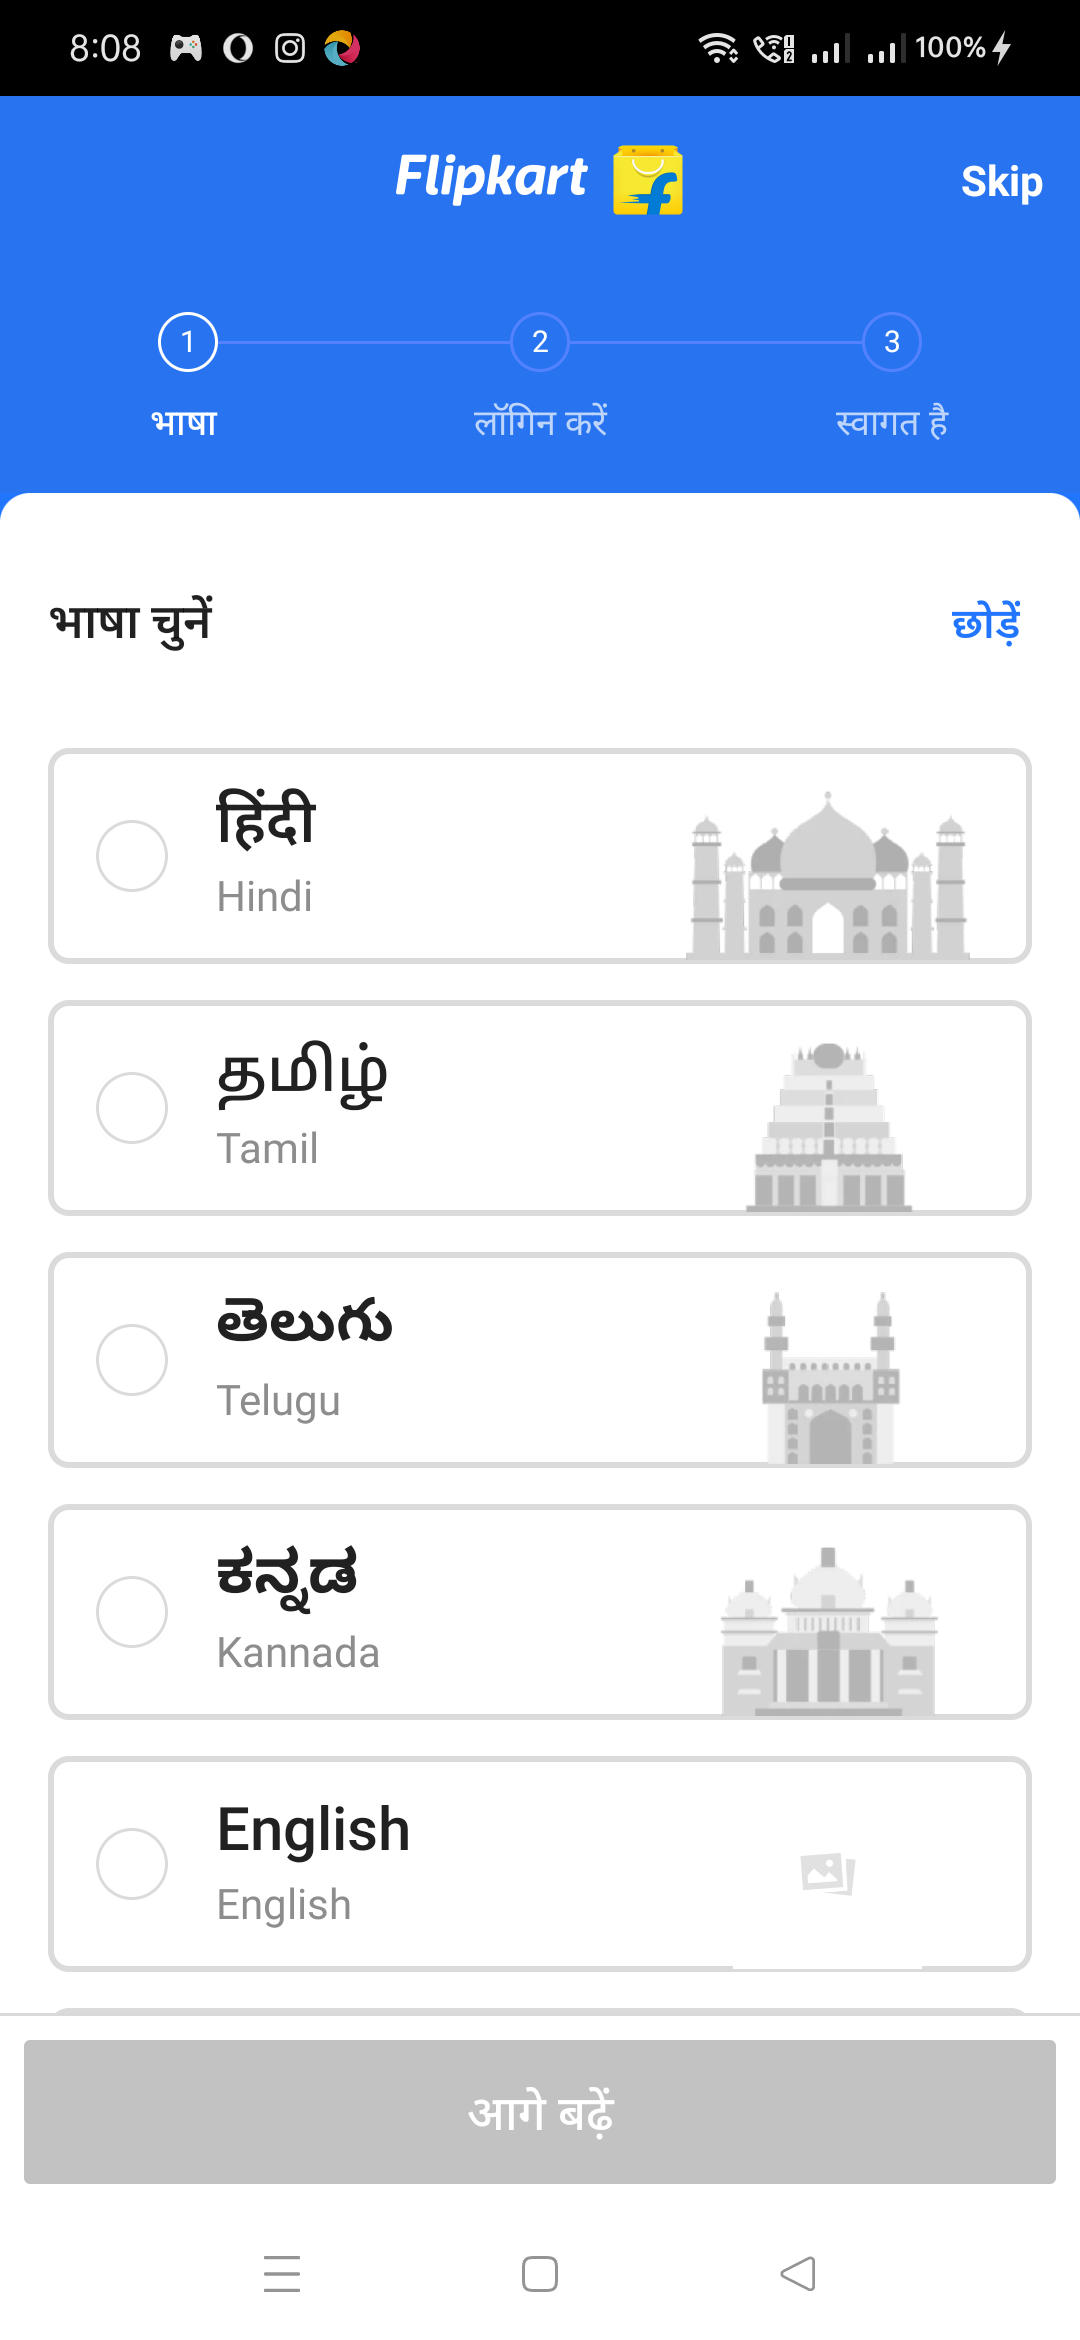 8:08 100%
Flipkart
Skip
1 2 3
भाषा लॉगिन करें स्वागत है
भाषा चुनें छोड़ें
हिंदी
Hindi
தமிழ்
Tamil
తెలుగు
Telugu
ಕನ್ನಡ
Kannada
English
English
आगे बढ़ें